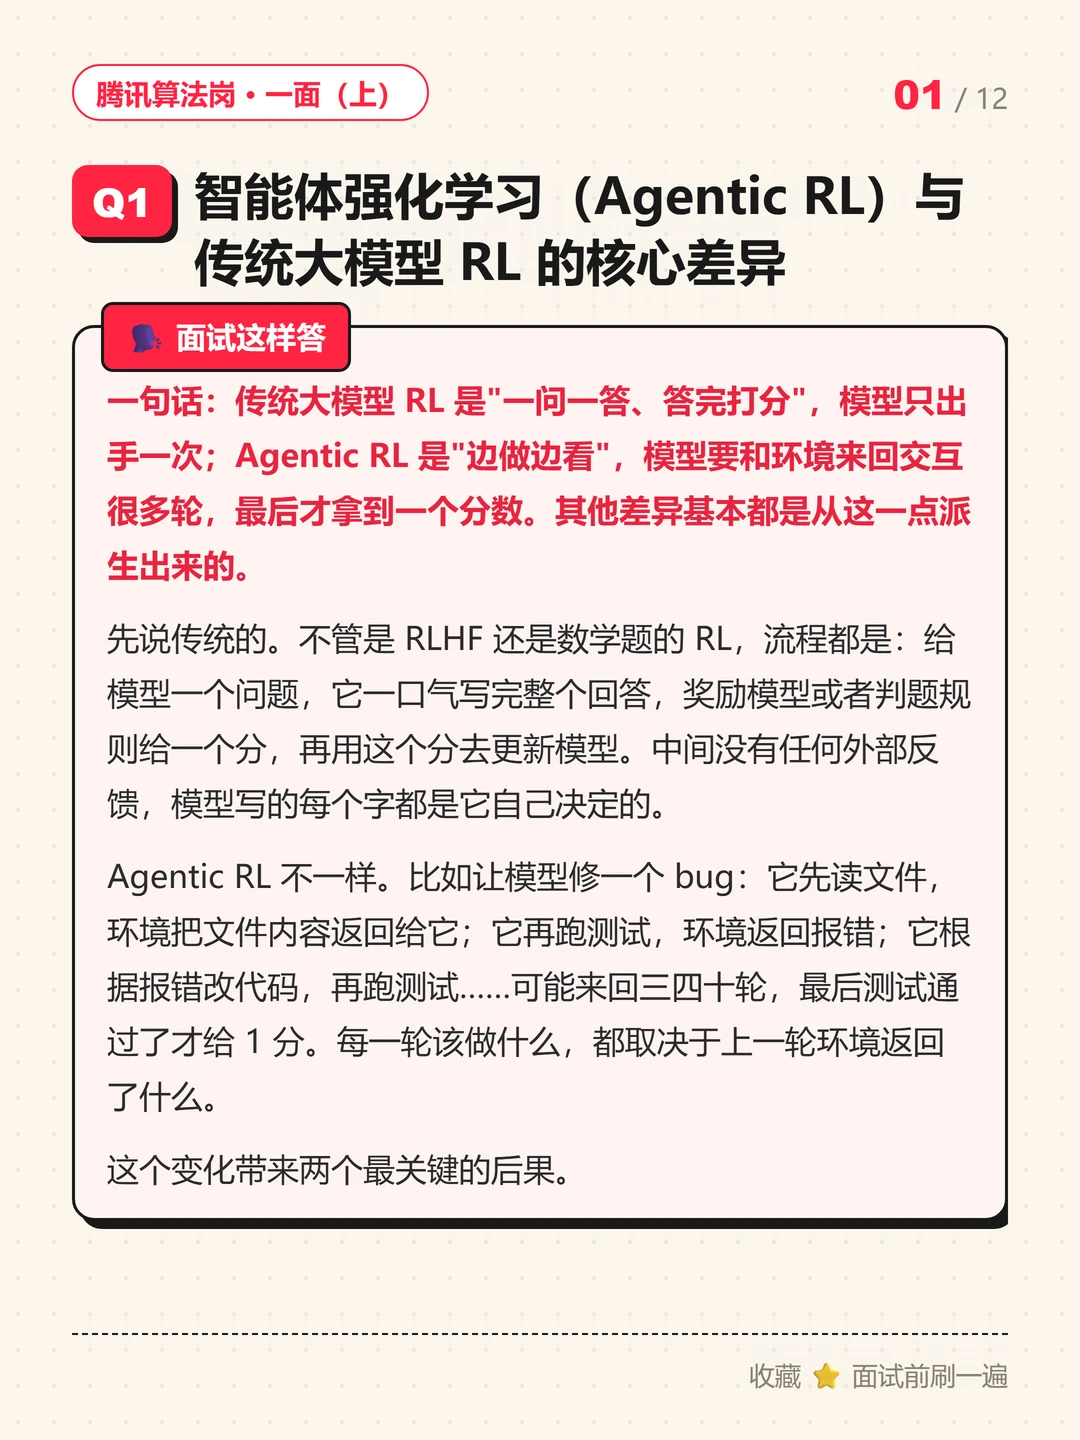 腾讯算法岗·一面（上）
01 / 12
Q1
智能体强化学习（Agentic RL）与
传统大模型 RL 的核心差异
面试这样答
一句话：传统大模型 RL 是"一问一答、答完打分"，模型只出
手一次；Agentic RL 是"边做边看"，模型要和环境来回交互
很多轮，最后才拿到一个分数。其他差异基本都是从这一点派
生出来的。
先说传统的。不管是 RLHF 还是数学题的 RL，流程都是：给
模型一个问题，它一口气写完整个回答，奖励模型或者判题规
则给一个分，再用这个分去更新模型。中间没有任何外部反
馈，模型写的每个字都是它自己决定的。
Agentic RL 不一样。比如让模型修一个 bug：它先读文件，
环境把文件内容返回给它；它再跑测试，环境返回报错；它根
据报错改代码，再跑测试……可能来回三四十轮，最后测试通
过了才给 1 分。每一轮该做什么，都取决于上一轮环境返回
了什么。
这个变化带来两个最关键的后果。
收藏 ⭐ 面试前刷一遍